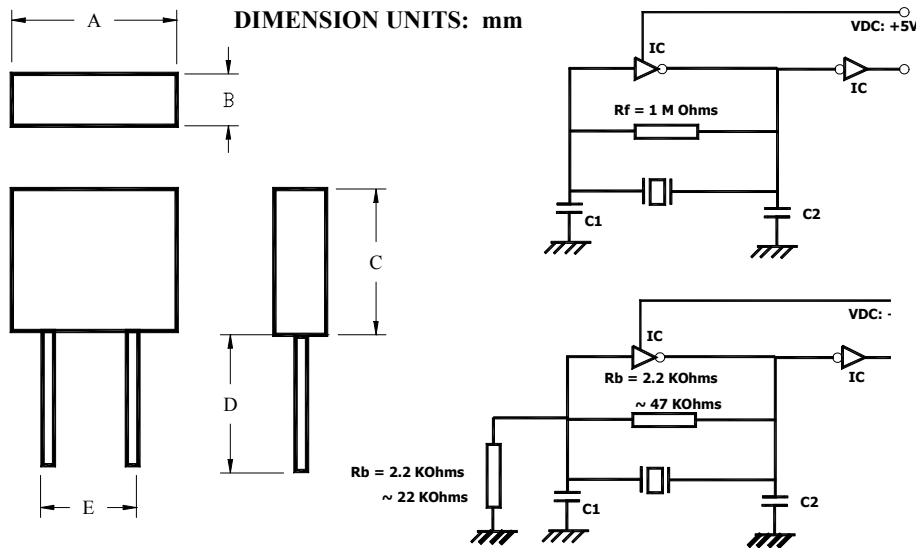 DIMENSION UNITS: mm
A
B
C
D
E
VDC: +5V
IC
IC
Rf = 1 M Ohms
C1
C2
VDC: -
IC
IC
Rb = 2.2 KOhms
~ 47 KOhms
Rb = 2.2 KOhms
~ 22 KOhms
C1
C2